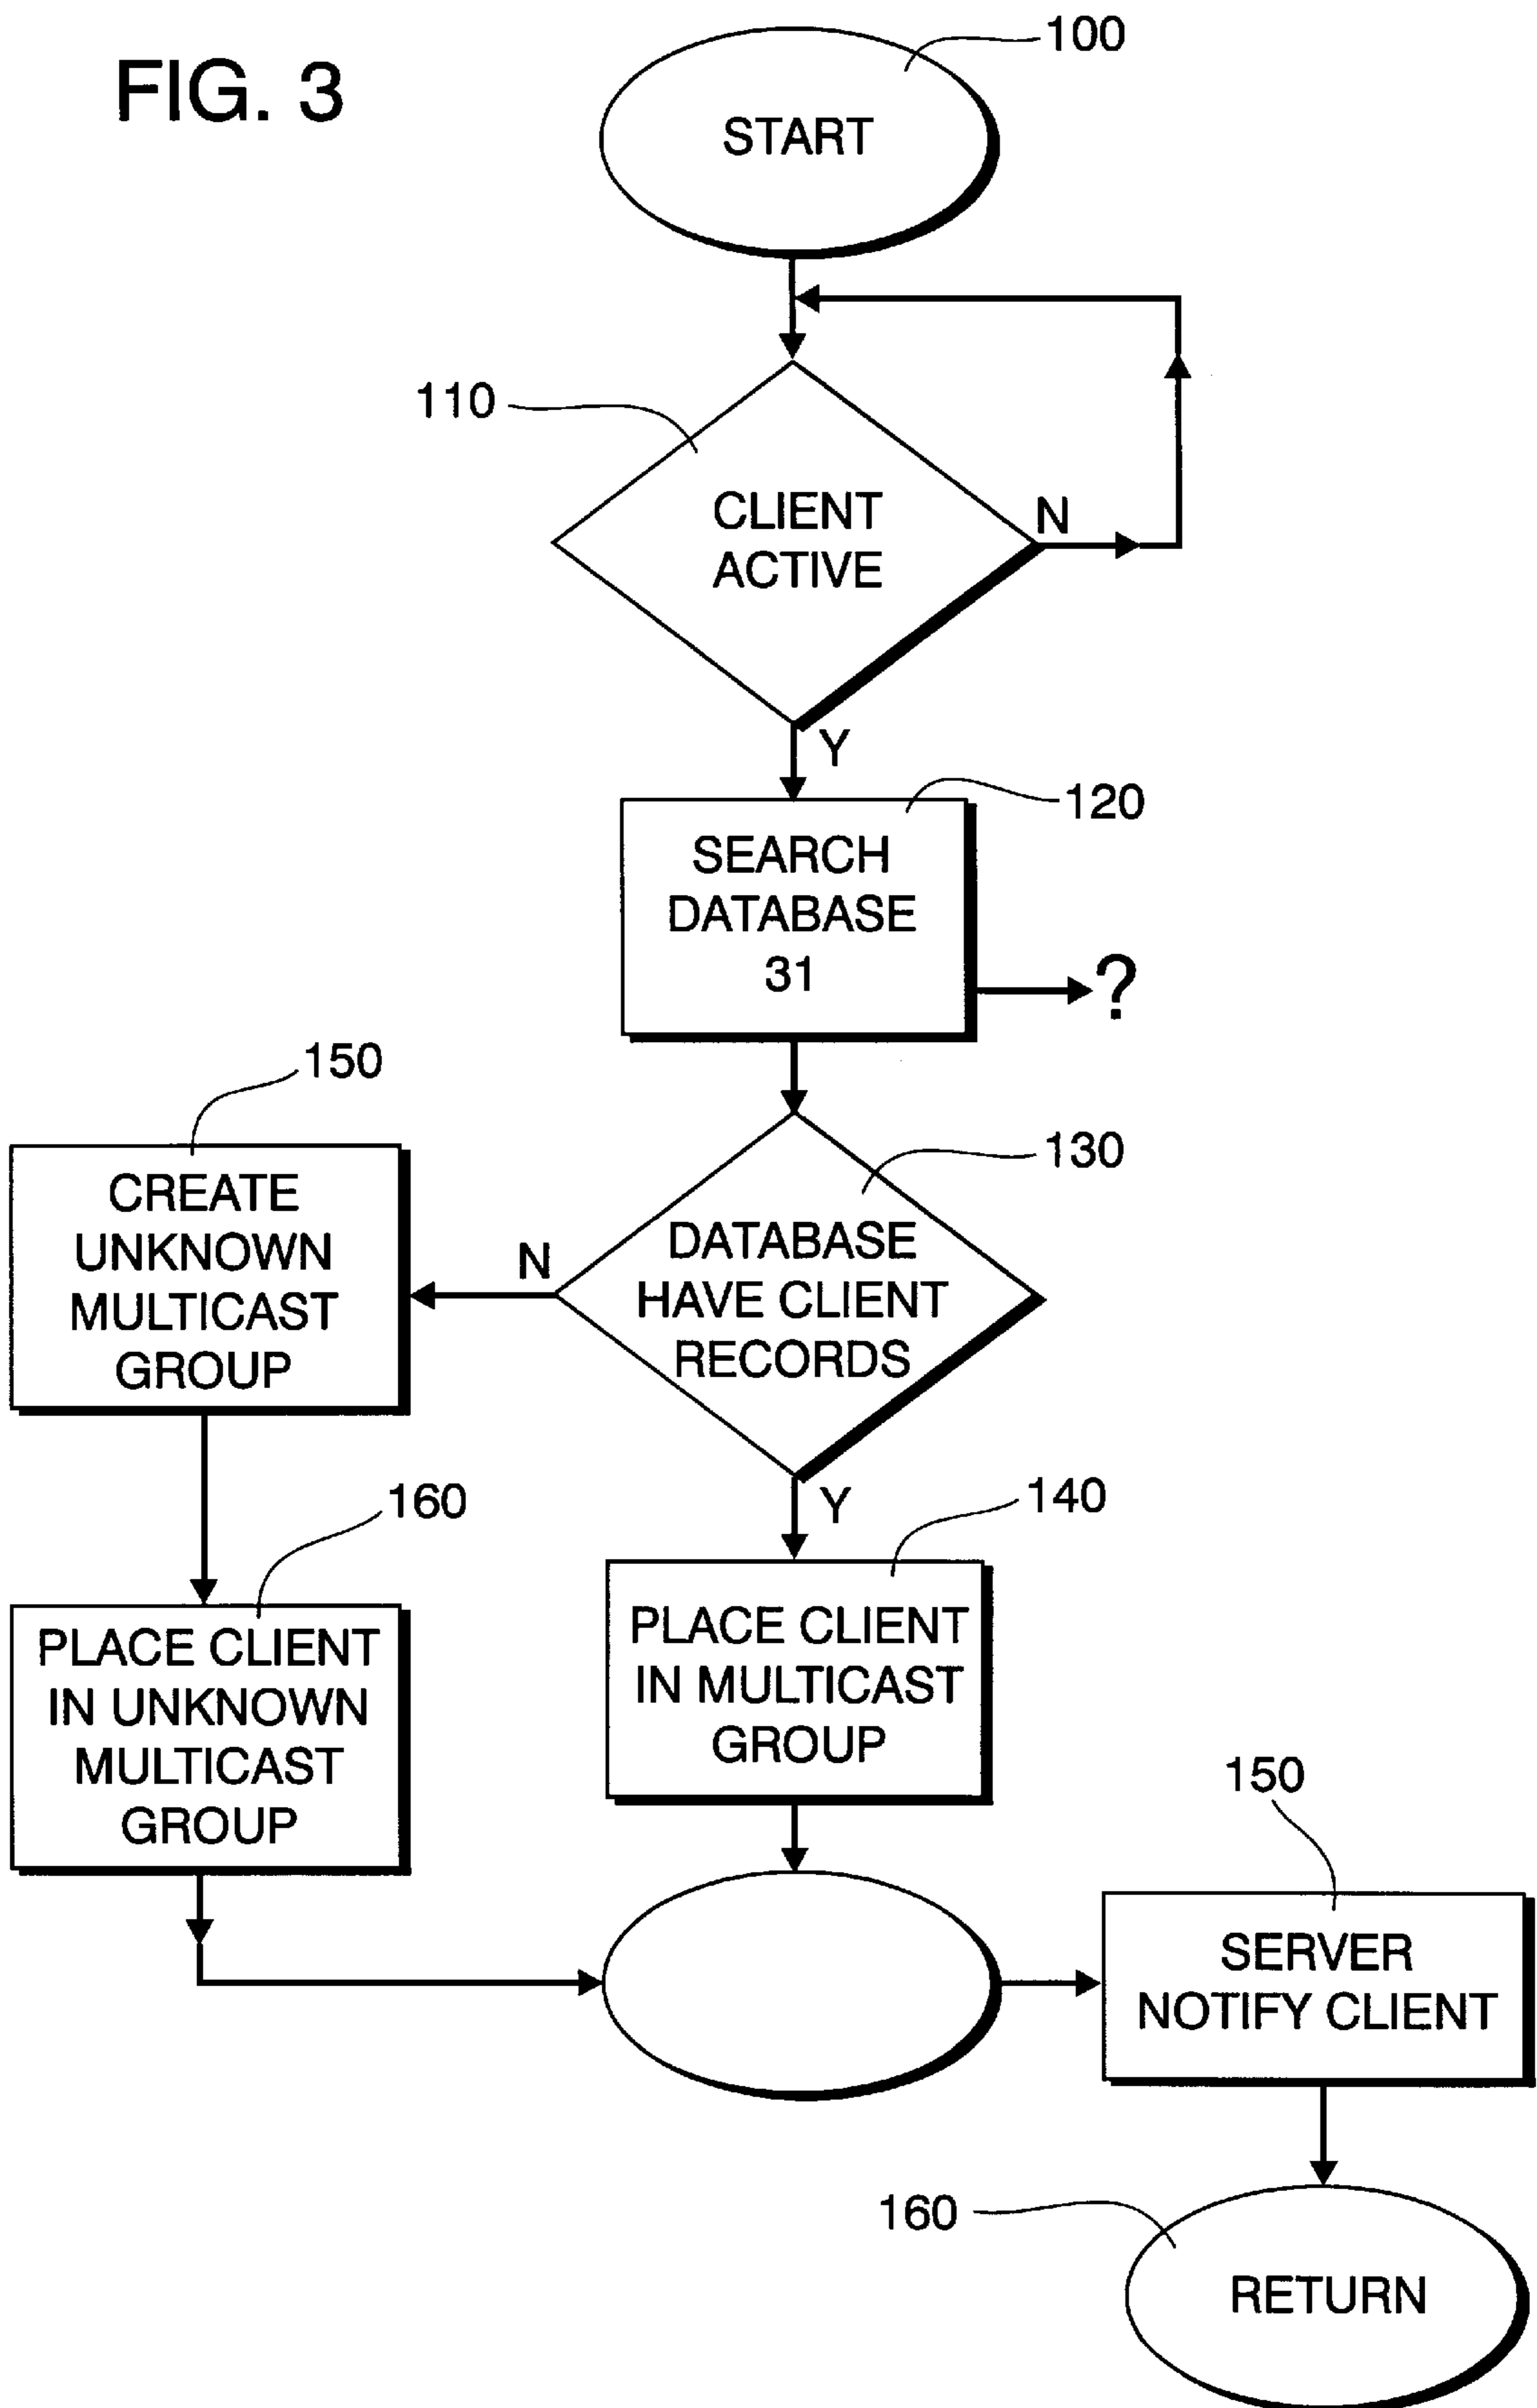 FIG. 3
100
START
110
CLIENT
ACTIVE
N
Y
120
SEARCH
DATABASE
31
?
150
CREATE
UNKNOWN
MULTICAST
GROUP
130
DATABASE
HAVE CLIENT
RECORDS
N
Y
160
PLACE CLIENT
IN UNKNOWN
MULTICAST
GROUP
140
PLACE CLIENT
IN MULTICAST
GROUP
150
SERVER
NOTIFY CLIENT
160
RETURN